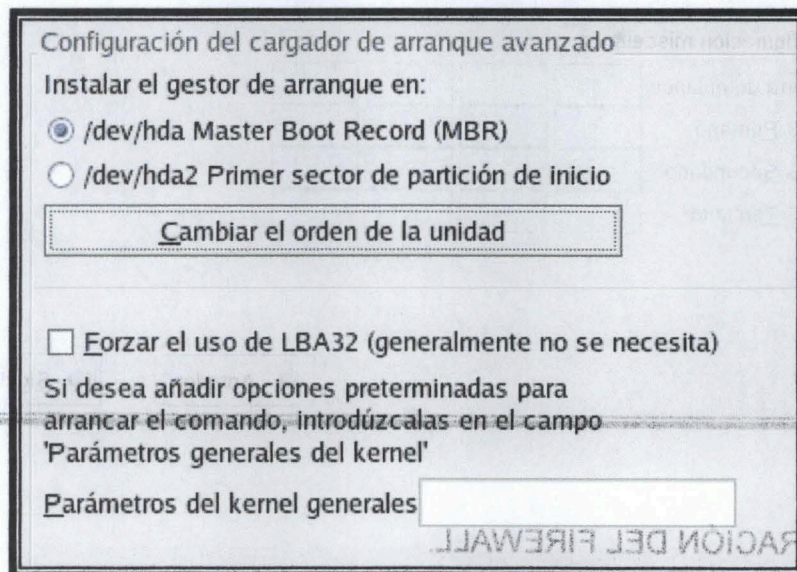 Configuración del cargador de arranque avanzado
Instalar el gestor de arranque en:
/dev/hda Master Boot Record (MBR)
/dev/hda2 Primer sector de partición de inicio
Cambiar el orden de la unidad
Forzar el uso de LBA32 (generalmente no se necesita)
Si desea añadir opciones preterminadas para
arrancar el comando, introdúzcalas en el campo
'Parámetros generales del kernel'
Parámetros del kernel generales
RACIÓN DEL FIREWALL.